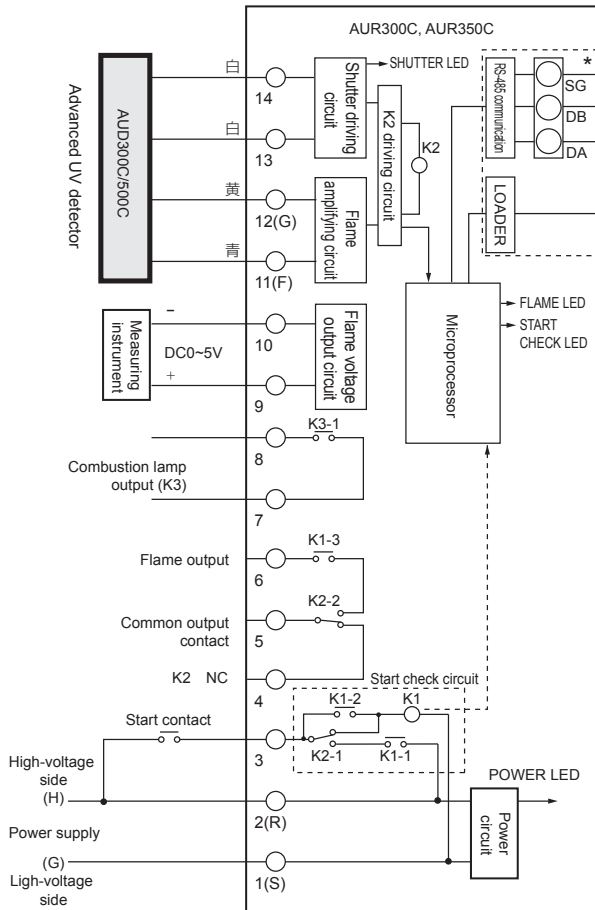 AUR300C, AUR350C
Advanced UV detector
AUD300C/500C
白
14
白
13
黄
12(G)
青
11(F)
Shutter driving
circuit
SHUTTER LED
Flame
amplifying circuit
K2 driving circuit
K2
RS-485 communication
*
SG
DB
DA
LOADER
Microprocessor
FLAME LED
START
CHECK LED
Measuring
instrument
−
DC0~5V
+
10
9
Flame voltage
output circuit
Combustion lamp
output (K3)
8
K3-1
7
Flame output
6
K1-3
Common output
contact
5
K2-2
K2 NC
4
Start check circuit
Start contact
3
K1-2
K1
K2-1
K1-1
High-voltage
side
(H)
2(R)
POWER LED
Power
circuit
Power supply
(G)
Ligh-voltage
side
1(S)